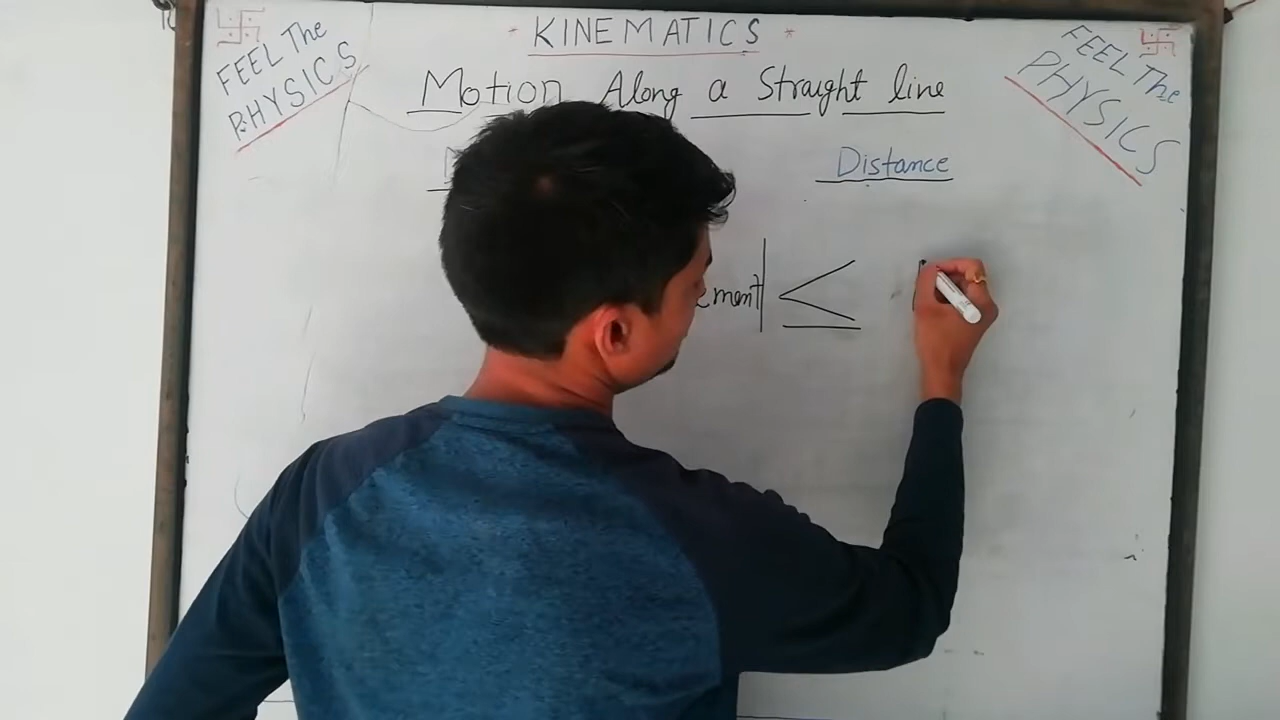 KINEMATICS
FEEL The
PHYSICS
FEEL The
PHYSICS
Motion Along a Straight line
Distance
ement| ≤